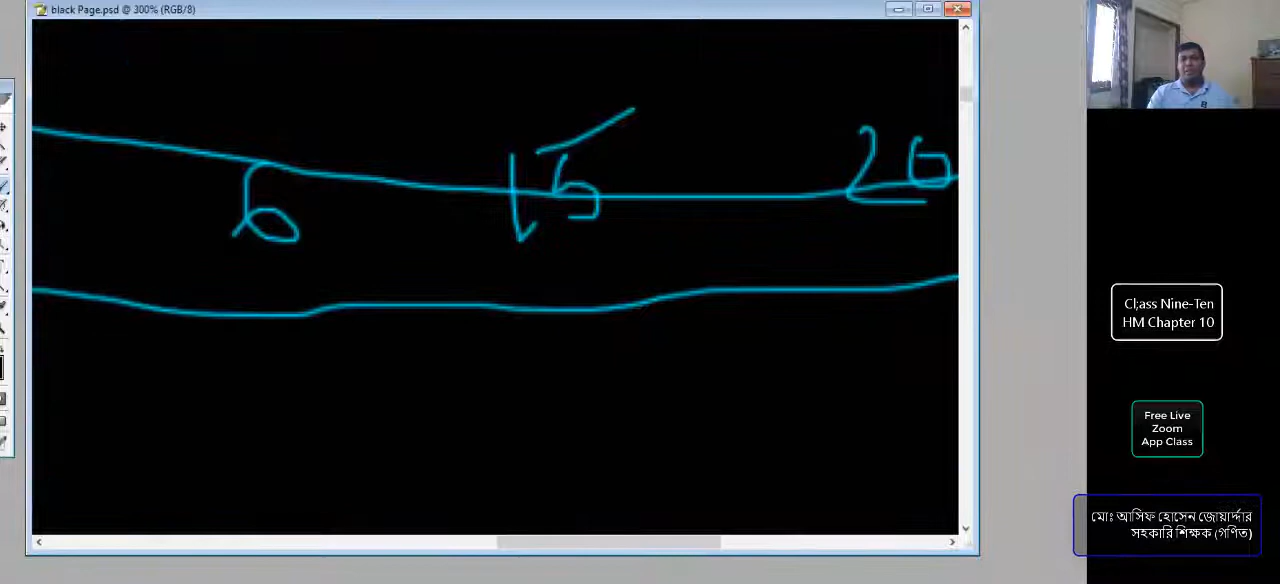 black Page.psd @ 300% (RGB/8)
6 15 20
Cl;ass Nine-Ten
HM Chapter 10
Free Live
Zoom
App Class
মোঃ আসিফ হোসেন জোয়ার্দ্দার
সহকারি শিক্ষক (গণিত)